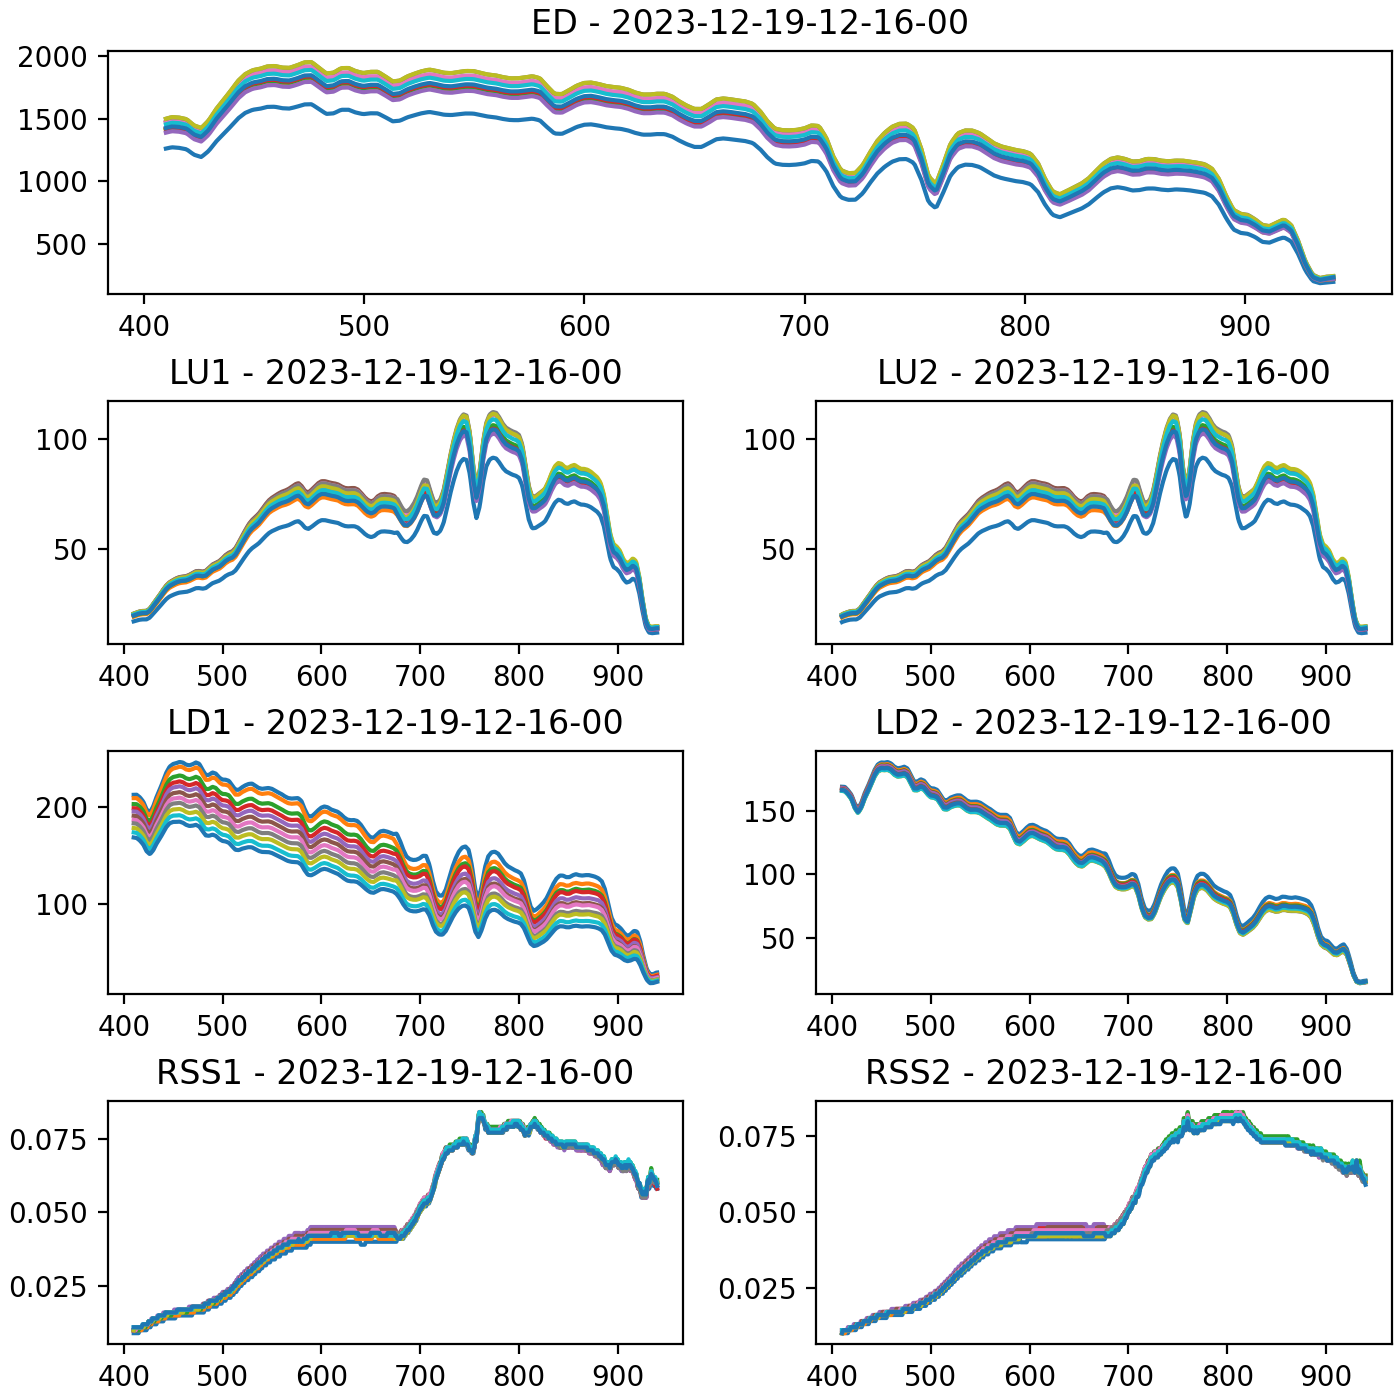 ED - 2023-12-19-12-16-00
2000
1500
1000
500
400 500 600 700 800 900
LU1 - 2023-12-19-12-16-00
100
50
400 500 600 700 800 900
LU2 - 2023-12-19-12-16-00
100
50
400 500 600 700 800 900
LD1 - 2023-12-19-12-16-00
200
100
400 500 600 700 800 900
LD2 - 2023-12-19-12-16-00
150
100
50
400 500 600 700 800 900
RSS1 - 2023-12-19-12-16-00
0.075
0.050
0.025
400 500 600 700 800 900
RSS2 - 2023-12-19-12-16-00
0.075
0.050
0.025
400 500 600 700 800 900